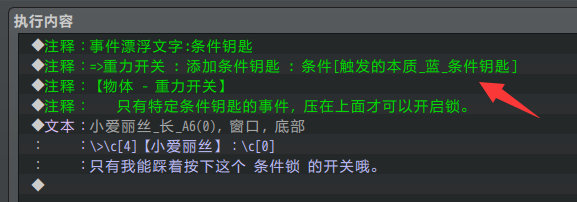 执行内容
◆注释：事件漂浮文字:条件钥匙
◆注释：=>重力开关 : 添加条件钥匙 : 条件[触发的本质_蓝_条件钥匙]
◆注释：【物体 - 重力开关】
◆注释：　　只有特定条件钥匙的事件, 压在上面才可以开启锁。
◆文本：小爱丽丝_长_A6(0), 窗口, 底部
：　　：\>\c[4]【小爱丽丝】：\c[0]
：　　：只有我能踩着按下这个 条件锁 的开关哦。
◆